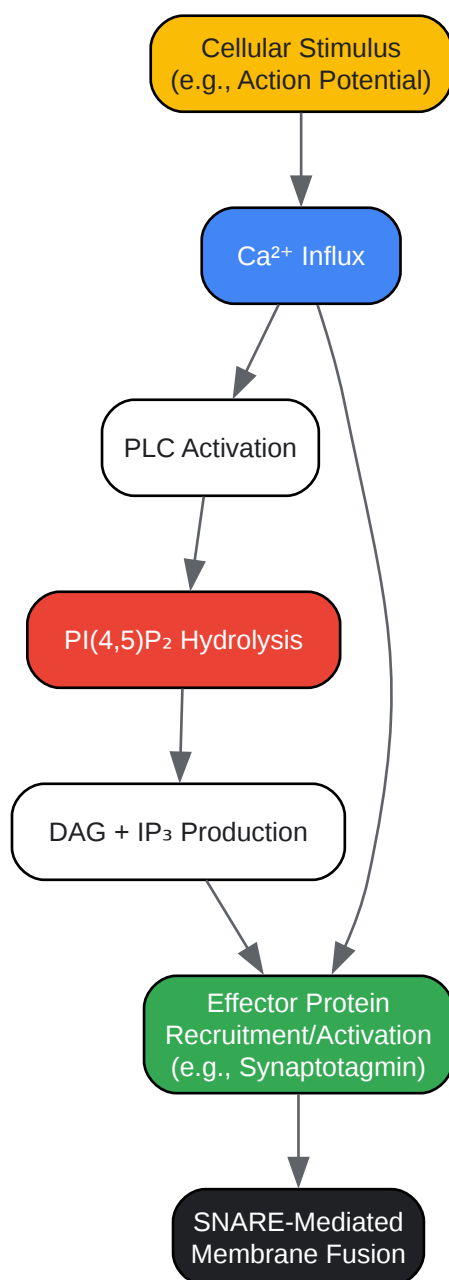 Cellular Stimulus
(e.g., Action Potential)
Ca²⁺ Influx
PLC Activation
PI(4,5)P₂ Hydrolysis
DAG + IP₃ Production
Effector Protein
Recruitment/Activation
(e.g., Synaptotagmin)
SNARE-Mediated
Membrane Fusion